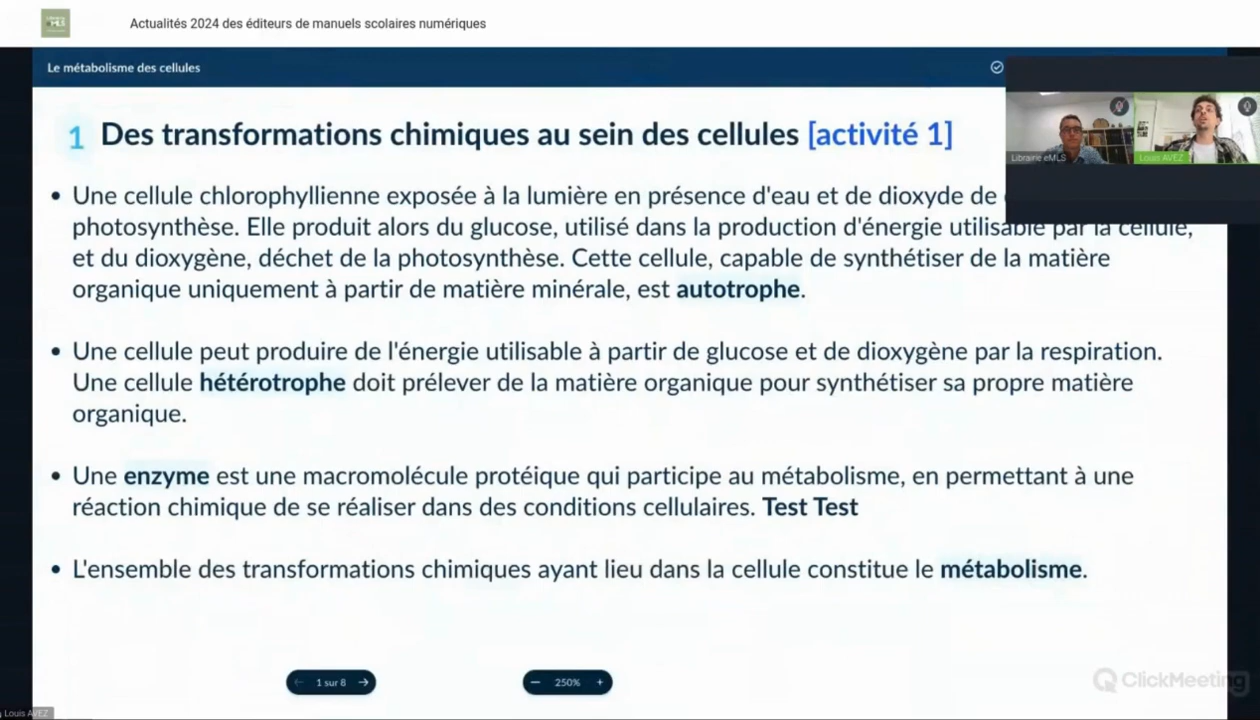 Actualités 2024 des éditeurs de manuels scolaires numériques
Le métabolisme des cellules
1 Des transformations chimiques au sein des cellules [activité 1]
Librairie eMLS
Louis AVEZ
• Une cellule chlorophyllienne exposée à la lumière en présence d'eau et de dioxyde de
photosynthèse. Elle produit alors du glucose, utilisé dans la production d'énergie utilisable par la cellule,
et du dioxygène, déchet de la photosynthèse. Cette cellule, capable de synthétiser de la matière
organique uniquement à partir de matière minérale, est autotrophe.
• Une cellule peut produire de l'énergie utilisable à partir de glucose et de dioxygène par la respiration.
Une cellule hétérotrophe doit prélever de la matière organique pour synthétiser sa propre matière
organique.
• Une enzyme est une macromolécule protéique qui participe au métabolisme, en permettant à une
réaction chimique de se réaliser dans des conditions cellulaires. Test Test
• L'ensemble des transformations chimiques ayant lieu dans la cellule constitue le métabolisme.
← 1 sur 8 →
− 250% +
ClickMeeting
Louis AVEZ